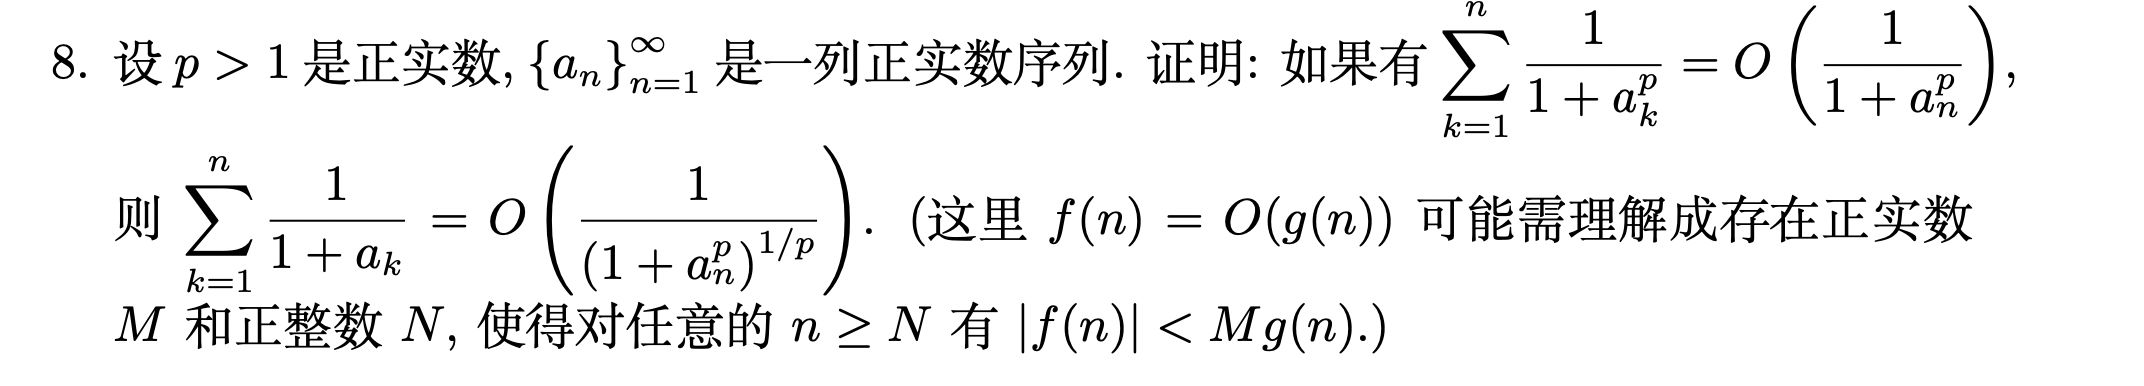 8. 设 $p > 1$ 是正实数, $\{a_n\}_{n=1}^{\infty}$ 是一列正实数序列. 证明: 如果有 $\sum_{k=1}^{n} \frac{1}{1+a_k^p} = O\left(\frac{1}{1+a_n^p}\right)$,
则 $\sum_{k=1}^{n} \frac{1}{1+a_k} = O\left(\frac{1}{(1+a_n^p)^{1/p}}\right)$. (这里 $f(n) = O(g(n))$ 可能需理解成存在正实数
$M$ 和正整数 $N$, 使得对任意的 $n \geq N$ 有 $|f(n)| < Mg(n)$.)